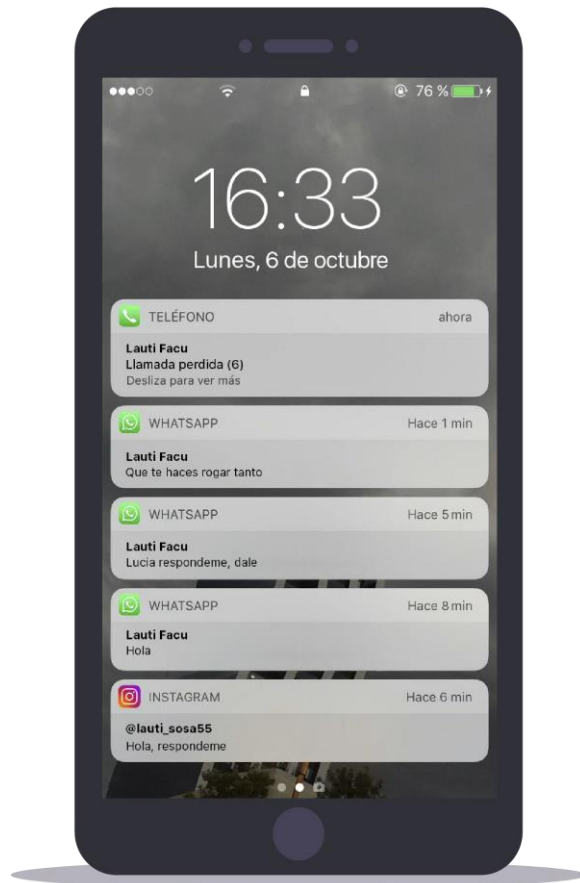 76 %
16:33
Lunes, 6 de octubre
TELÉFONO ahora
Lauti Facu
Llamada perdida (6)
Desliza para ver más
WHATSAPP Hace 1 min
Lauti Facu
Que te haces rogar tanto
WHATSAPP Hace 5 min
Lauti Facu
Lucia respondeme, dale
WHATSAPP Hace 8 min
Lauti Facu
Hola
INSTAGRAM Hace 6 min
@lauti_sosa55
Hola, respondeme